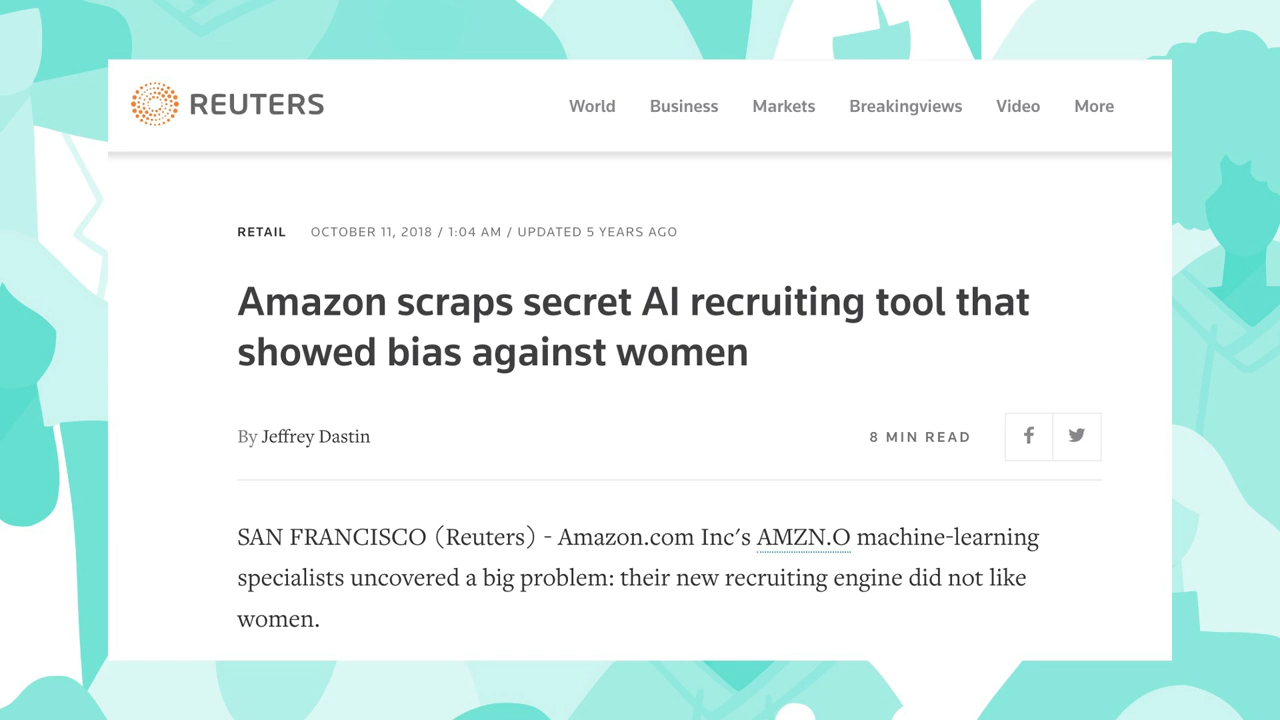 REUTERS
World Business Markets Breakingviews Video More
RETAIL OCTOBER 11, 2018 / 1:04 AM / UPDATED 5 YEARS AGO
Amazon scraps secret AI recruiting tool that
showed bias against women
By Jeffrey Dastin
8 MIN READ
SAN FRANCISCO (Reuters) - Amazon.com Inc's AMZN.O machine-learning
specialists uncovered a big problem: their new recruiting engine did not like
women.